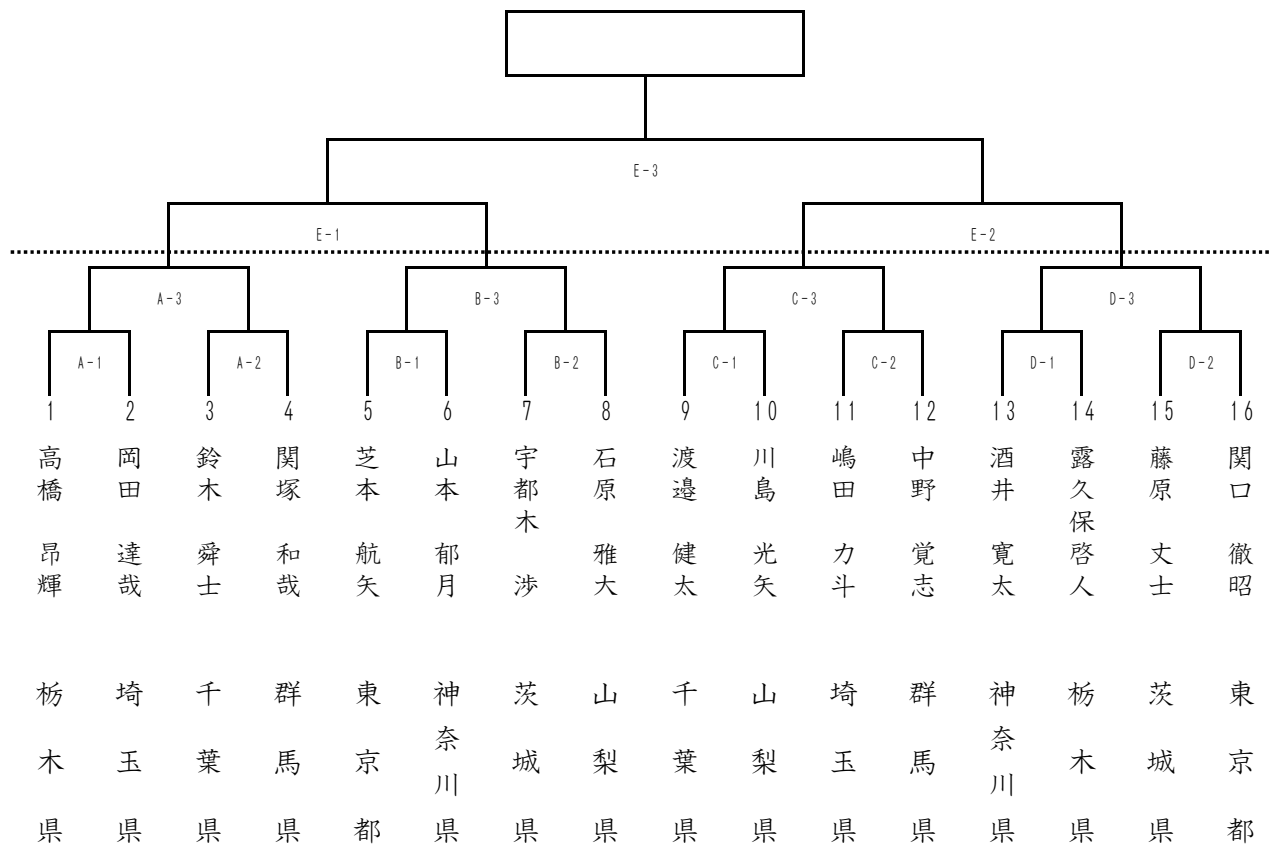 E-3
E-1
E-2
A-3
B-3
C-3
D-3
A-1
A-2
B-1
B-2
C-1
C-2
D-1
D-2
1
2
3
4
5
6
7
8
9
10
11
12
13
14
15
16
高橋 昂輝
岡田 達哉
鈴木 舜士
関塚 和哉
芝本 航矢
山本 郁月
宇都木 渉
石原 雅大
渡邉 健太
川島 光矢
嶋田 力斗
中野 覚志
酒井 寛太
露久保 啓人
藤原 丈士
関口 徹昭
栃木県
埼玉県
千葉県
群馬県
東京都
神奈川県
茨城県
山梨県
千葉県
山梨県
埼玉県
群馬県
神奈川県
栃木県
茨城県
東京都